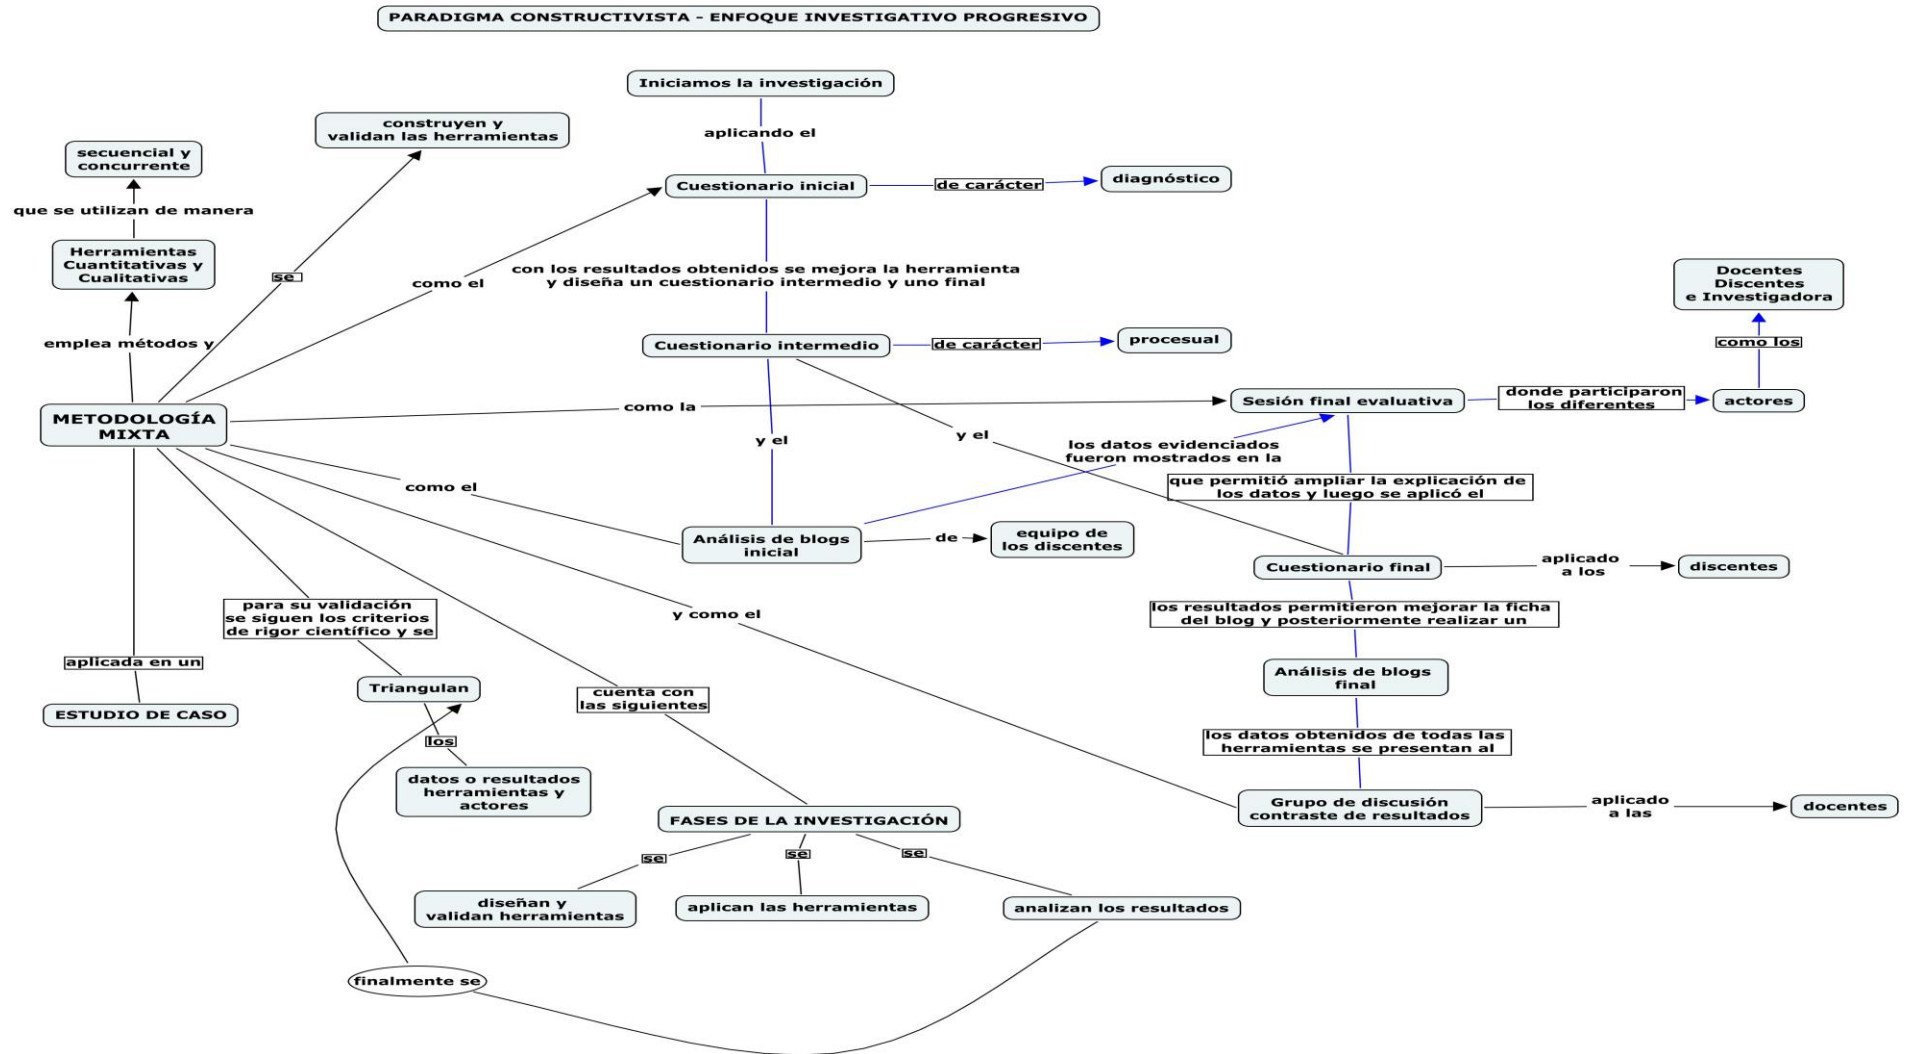 PARADIGMA CONSTRUCTIVISTA - ENFOQUE INVESTIGATIVO PROGRESIVO
Iniciamos la investigación
aplicando el
construyen y
validan las herramientas
secuencial y
concurrente
que se utilizan de manera
Herramientas
Cuantitativas y
Cualitativas
emplea métodos y
se
como el
Cuestionario inicial
de carácter
diagnóstico
con los resultados obtenidos se mejora la herramienta
y diseña un cuestionario intermedio y uno final
Cuestionario intermedio
de carácter
procesual
Docentes
Discentes
e Investigadora
como los
METODOLOGÍA
MIXTA
como la
Sesión final evaluativa
donde participaron
los diferentes
actores
y el
y el
los datos evidenciados
fueron mostrados en la
que permitió ampliar la explicación de
los datos y luego se aplicó el
como el
Análisis de blogs
inicial
de
equipo de
los discentes
Cuestionario final
aplicado
a los
discentes
para su validación
se siguen los criterios
de rigor científico y se
y como el
los resultados permitieron mejorar la ficha
del blog y posteriormente realizar un
aplicada en un
ESTUDIO DE CASO
Triangulan
cuenta con
las siguientes
Análisis de blogs
final
los
los datos obtenidos de todas las
herramientas se presentan al
datos o resultados
herramientas y
actores
Grupo de discusión
contraste de resultados
aplicado
a las
docentes
FASES DE LA INVESTIGACIÓN
se
se
se
diseñan y
validan herramientas
aplican las herramientas
analizan los resultados
finalmente se